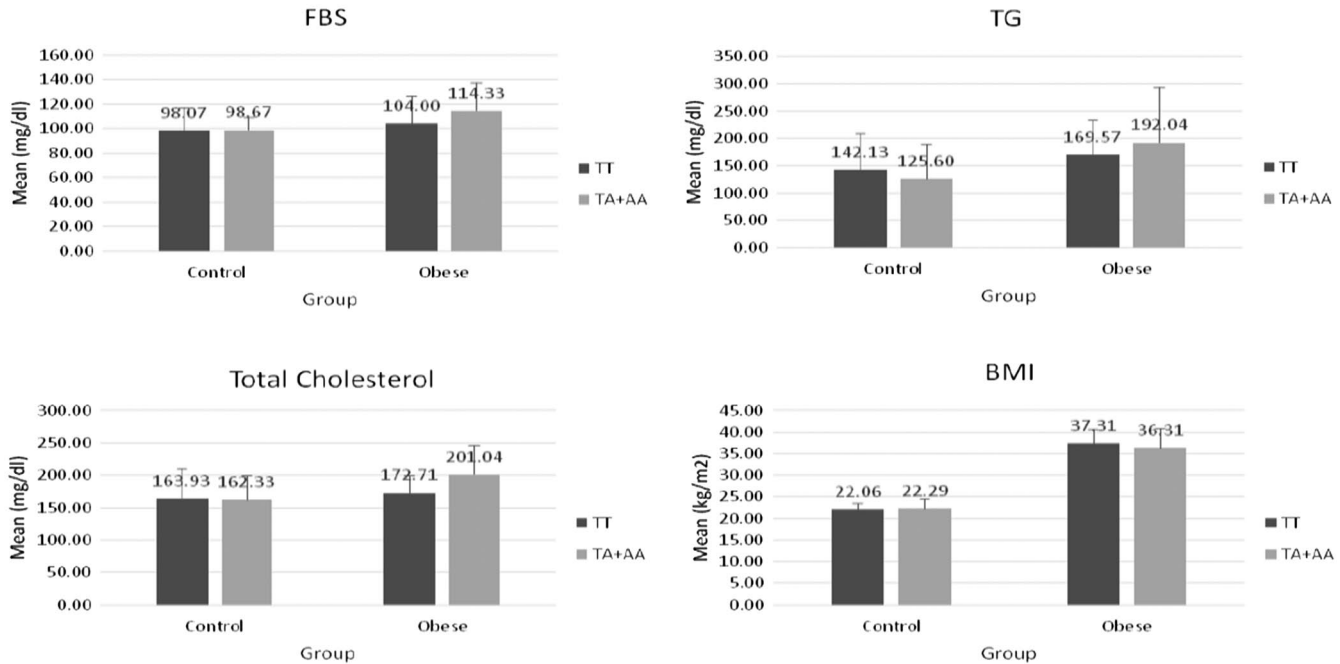 FBS
160.00
140.00
120.00
100.00
80.00
60.00
40.00
20.00
0.00
Mean (mg/dl)
98.07 98.67 104.00 114.33
Control Obese
Group
TT
TA+AA
TG
350.00
300.00
250.00
200.00
150.00
100.00
50.00
0.00
Mean (mg/dl)
142.13 125.60 169.57 192.04
Control Obese
Group
TT
TA+AA
Total Cholesterol
300.00
250.00
200.00
150.00
100.00
50.00
0.00
Mean (mg/dl)
163.93 162.33 172.71 201.04
Control Obese
Group
TT
TA+AA
BMI
45.00
40.00
35.00
30.00
25.00
20.00
15.00
10.00
5.00
0.00
Mean (kg/m2)
22.06 22.29 37.31 36.31
Control Obese
Group
TT
TA+AA